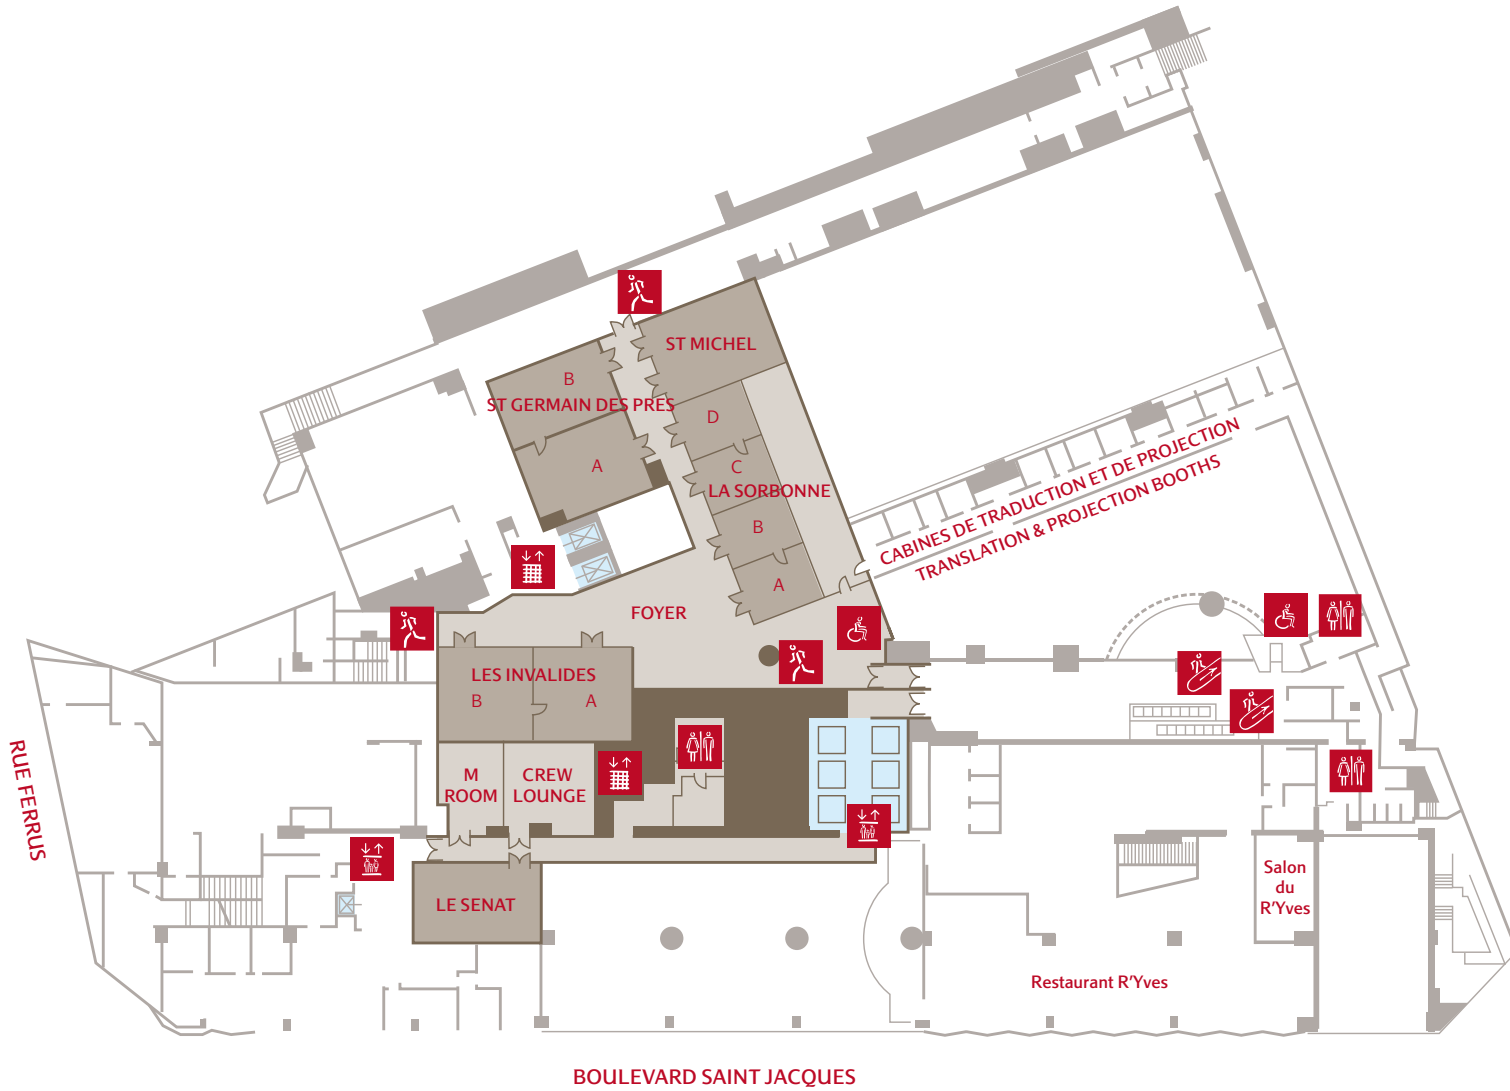 ST MICHEL
B
ST GERMAIN DES PRES
A
D
C
LA SORBONNE
B
A
CABINES DE TRADUCTION ET DE PROJECTION
TRANSLATION & PROJECTION BOOTHS
FOYER
LES INVALIDES
B
A
M
ROOM
CREW
LOUNGE
LE SENAT
RUE FERRUS
Salon
du
R'Yves
Restaurant R'Yves
BOULEVARD SAINT JACQUES